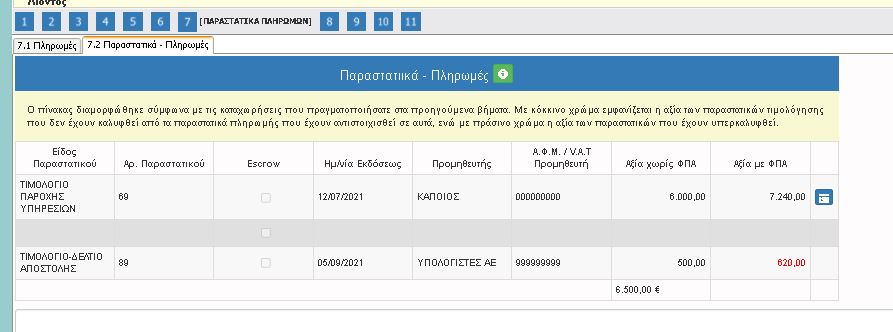 Λιόντος
1 2 3 4 5 6 7 [ΠΑΡΑΣΤΑΤΙΚΑ ΠΛΗΡΩΜΩΝ] 8 9 10 11
7.1 Πληρωμές 7.2 Παραστατικά - Πληρωμές
Παραστατιικά - Πληρωμές
Ο πίνακας διαμορφώθηκε σύμφωνα με τις καταχωρήσεις που πραγματοποιήσατε στα προηγούμενα βήματα. Με κόκκινο χρώμα εμφανίζεται η αξία των παραστατικών τιμολόγησης
που δεν έχουν καλυφθεί από τα παραστατικά πληρωμής που έχουν αντιστοιχισθεί σε αυτά, ενώ με πράσινο χρώμα η αξία των παραστατικών που έχουν υπερκαλυφθεί.
Είδος Παραστατικού Αρ. Παραστατικού Escrow Ημ/νία Εκδόσεως Προμηθευτής Α.Φ.Μ. / V.A.T Προμηθευτή Αξία χωρίς ΦΠΑ Αξία με ΦΠΑ
ΤΙΜΟΛΟΓΙΟ
ΠΑΡΟΧΗΣ 69 12/07/2021 ΚΑΠΟΙΟΣ 000000000 6.000,00 7.240,00
ΥΠΗΡΕΣΙΩΝ
ΤΙΜΟΛΟΓΙΟ-ΔΕΛΤΙΟ
ΑΠΟΣΤΟΛΗΣ 89 05/09/2021 ΥΠΟΛΟΓΙΣΤΕΣ ΑΕ 999999999 500,00 620,00
6.500,00 €